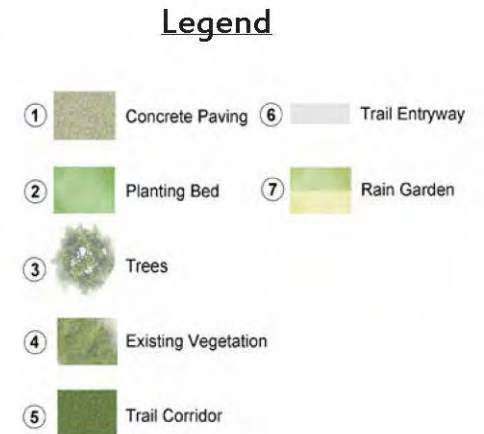 Legend
1 Concrete Paving
2 Planting Bed
3 Trees
4 Existing Vegetation
5 Trail Corridor
6 Trail Entryway
7 Rain Garden